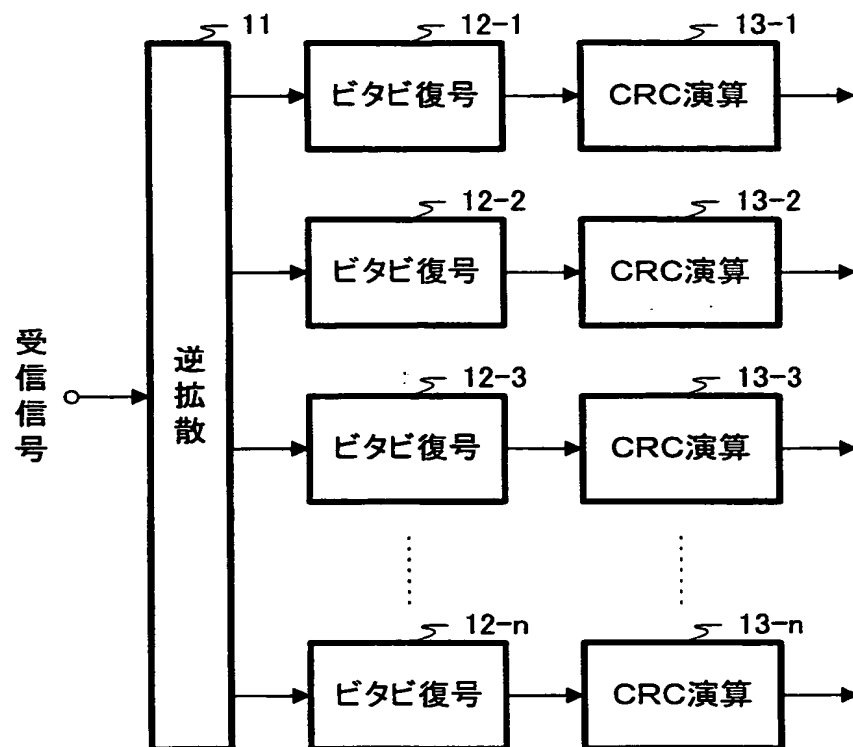 11
12-1
13-1
ビタビ復号
CRC演算
12-2
13-2
ビタビ復号
CRC演算
受信信号
逆拡散
12-3
13-3
ビタビ復号
CRC演算
12-n
13-n
ビタビ復号
CRC演算